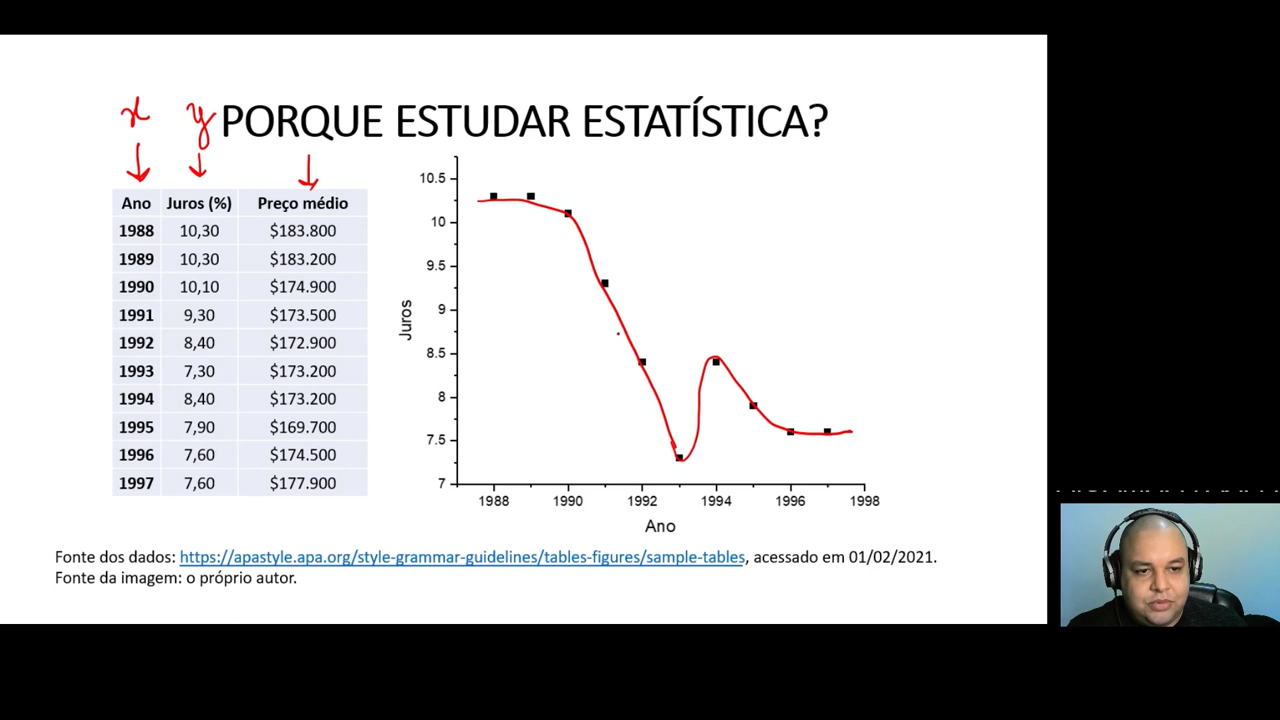 x y PORQUE ESTUDAR ESTATÍSTICA?
Ano Juros (%) Preço médio
1988 10,30 $183.800
1989 10,30 $183.200
1990 10,10 $174.900
1991 9,30 $173.500
1992 8,40 $172.900
1993 7,30 $173.200
1994 8,40 $173.200
1995 7,90 $169.700
1996 7,60 $174.500
1997 7,60 $177.900
Juros
10.5
10
9.5
9
8.5
8
7.5
7
1988 1990 1992 1994 1996 1998
Ano
Fonte dos dados: https://apastyle.apa.org/style-grammar-guidelines/tables-figures/sample-tables, acessado em 01/02/2021.
Fonte da imagem: o próprio autor.